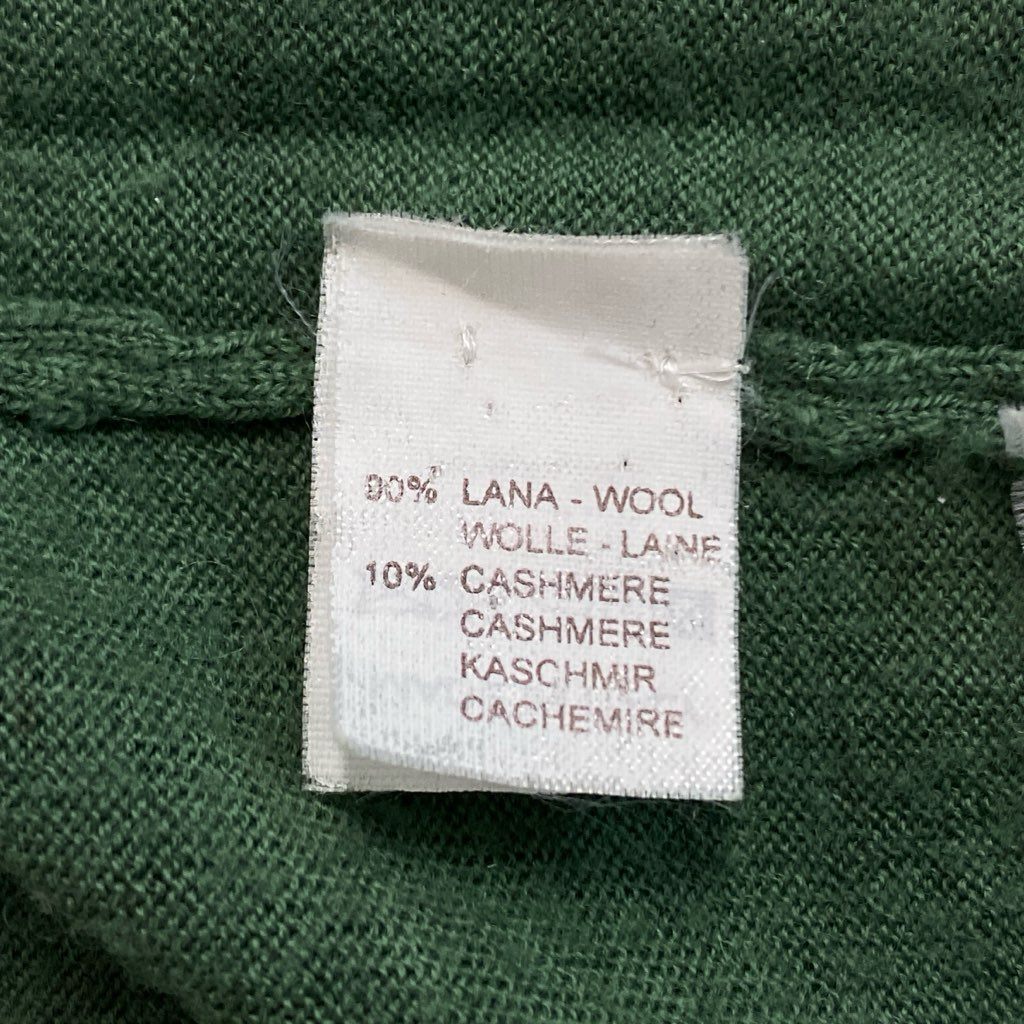 90% LANA - WOOL
WOLLE - LAINE
10% CASHMERE
CASHMERE
KASCHMIR
CACHEMIRE